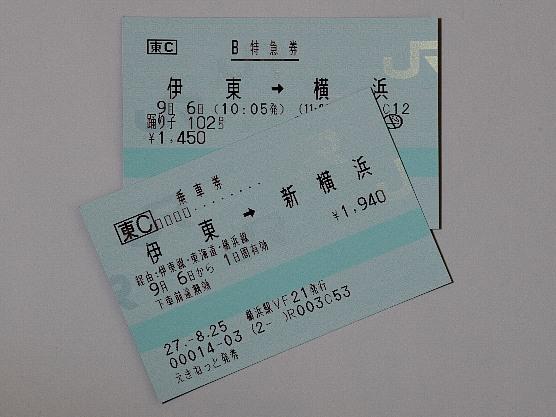 東C
B特急券
伊 東 → 横 浜
9月 6日 (10:05発) (11: C12
踊り子 102号
¥1,450
乗車券
東C
伊 東 → 新横浜
¥1,940
経由:伊東線・東海道・横浜線
9月 6日から 1日間有効
下車前途無効
27.-8.25 横浜駅VF21発行
00014-03 (2- )R003C53
えきねっと発券